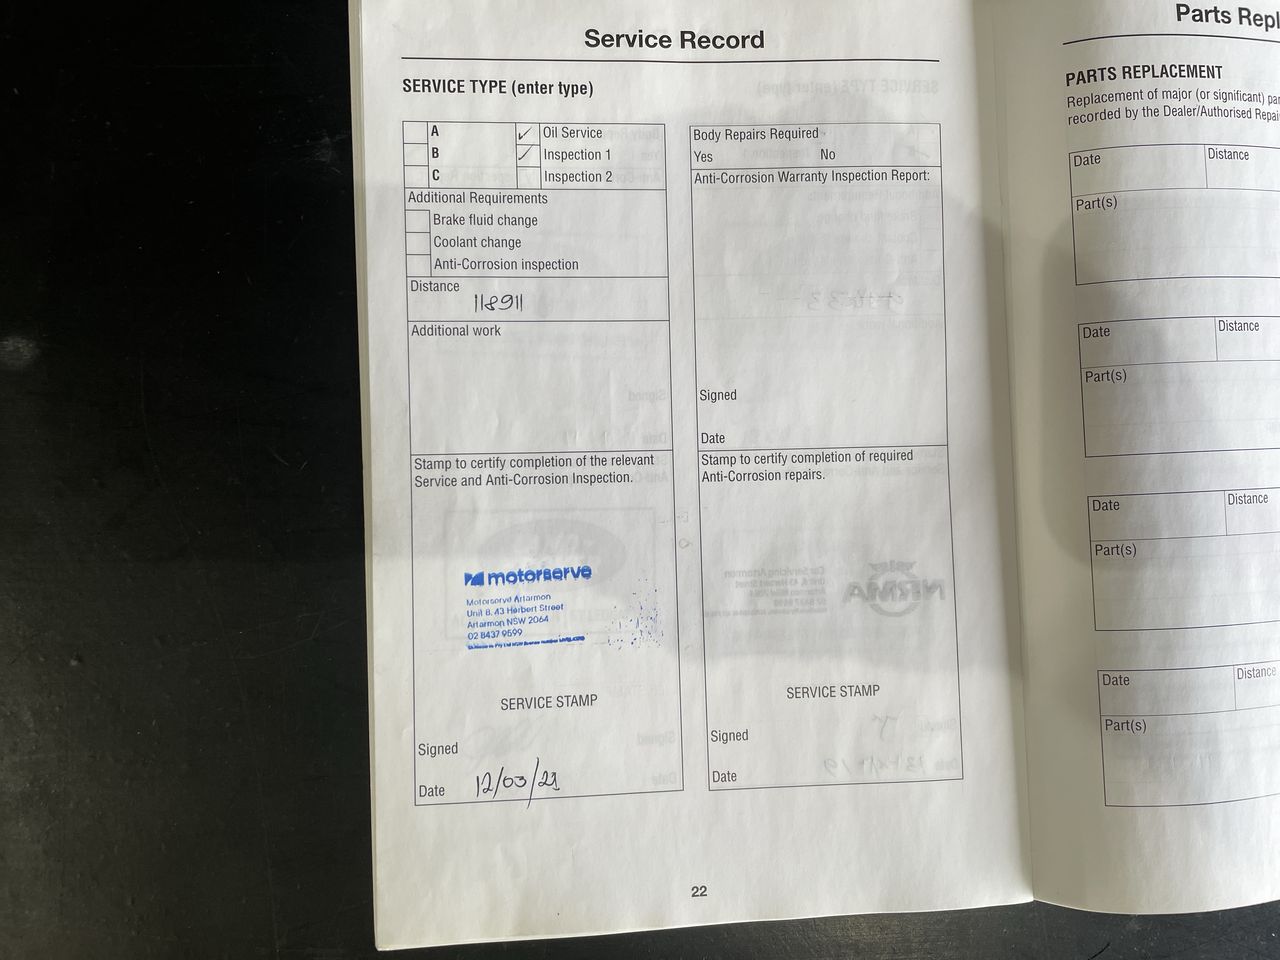 Service Record
SERVICE TYPE (enter type)
A
B
C
✓ Oil Service
✓ Inspection 1
Inspection 2
Additional Requirements
Brake fluid change
Coolant change
Anti-Corrosion inspection
Distance
118911
Additional work
Stamp to certify completion of the relevant
Service and Anti-Corrosion Inspection.
motorserve
Motorserve Artarmon
Unit 8, 43 Herbert Street
Artarmon NSW 2064
02 8437 9599
SERVICE STAMP
Signed
Date 12/03/21
Body Repairs Required
Yes No
Anti-Corrosion Warranty Inspection Report:
Signed
Date
Stamp to certify completion of required
Anti-Corrosion repairs.
SERVICE STAMP
Signed
Date
22
Parts Repl
PARTS REPLACEMENT
Replacement of major (or significant) par
recorded by the Dealer/Authorised Repai
Date Distance
Part(s)
Date Distance
Part(s)
Date Distance
Part(s)
Date Distance
Part(s)